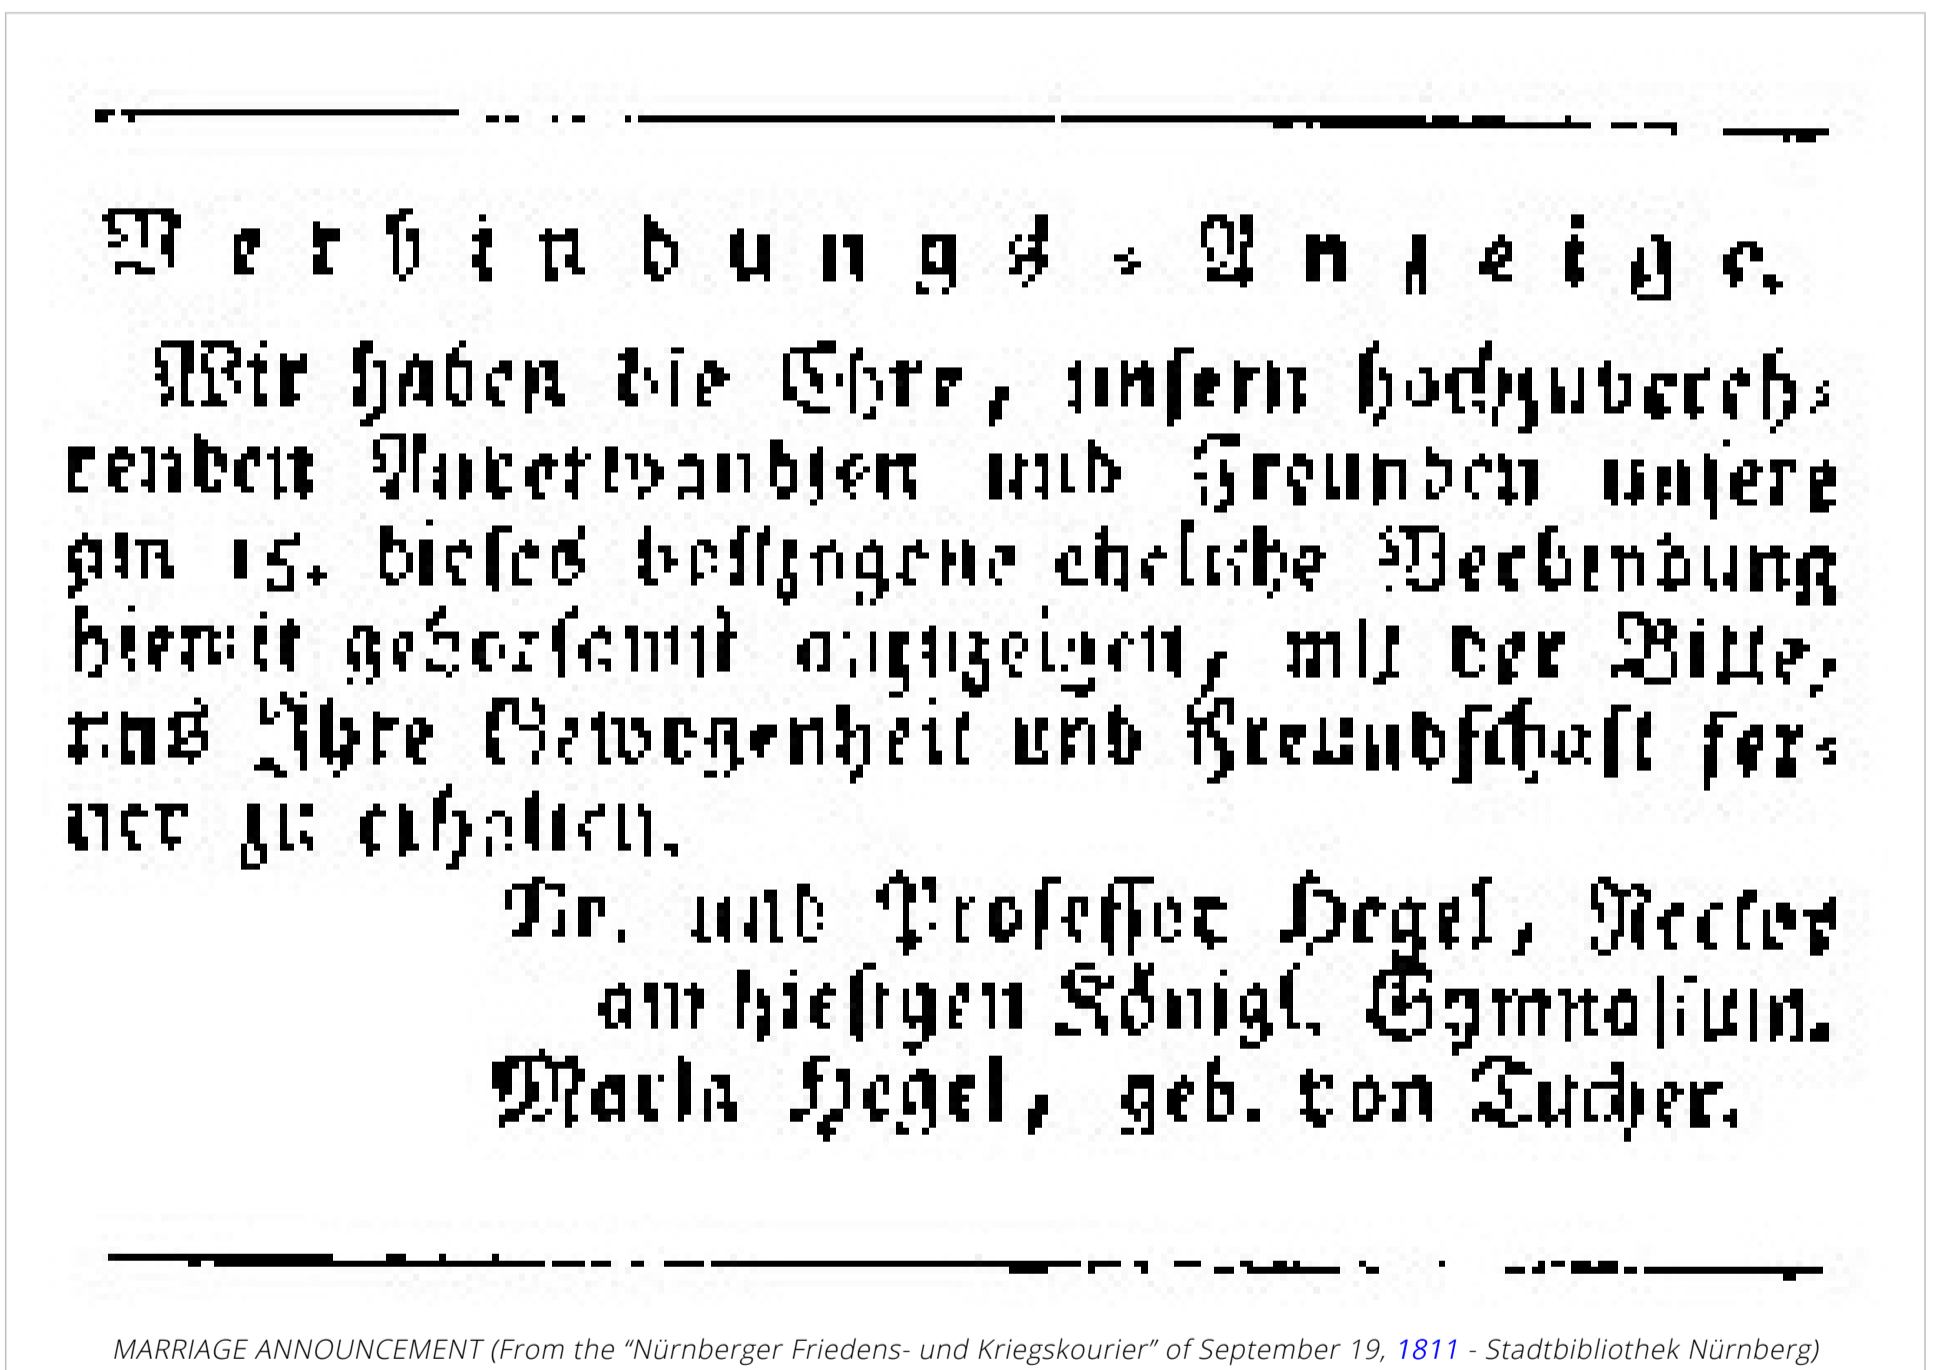 Verbindungs-Anzeige.
Wir haben die Ehre, unsern hochzuvereh-
renden Anverwandten und Freunden unsere
am 15. dieses vollzogene eheliche Verbindung
hiermit gehorsamst anzuzeigen, mit der Bitte,
uns Ihre Gewogenheit und Freundschaft fer-
ner zu erhalten.
Dr. und Professor Hegel, Rector
am hiesigen Königl. Gymnasium.
Maria Hegel, geb. von Tucher.
MARRIAGE ANNOUNCEMENT (From the “Nürnberger Friedens- und Kriegskourier” of September 19, 1811 - Stadtbibliothek Nürnberg)